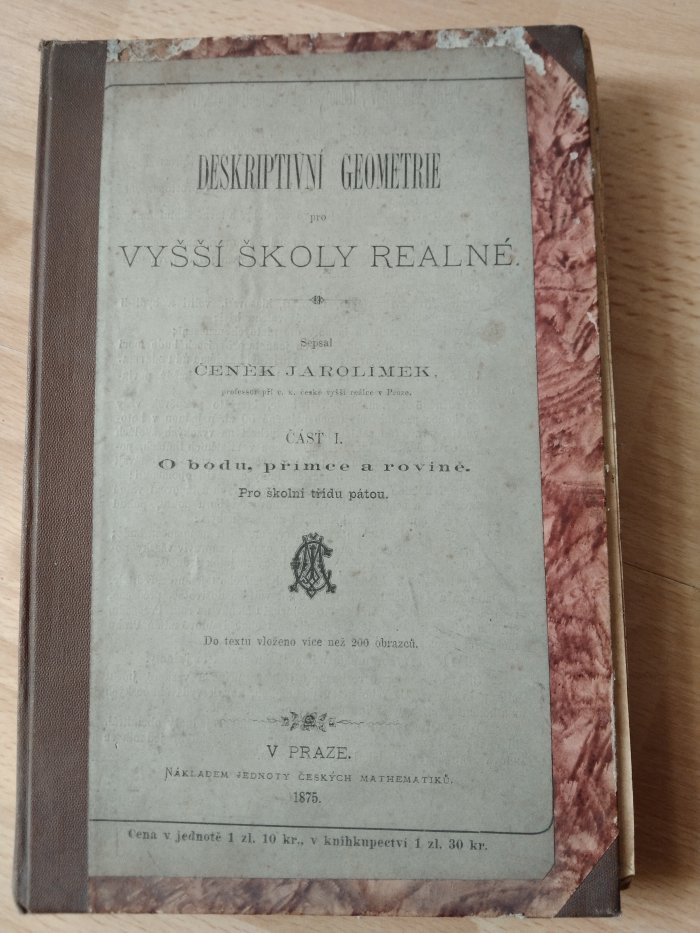 DESKRIPTIVNÍ GEOMETRIE
pro
VYŠŠÍ ŠKOLY REALNÉ.
Sepsal
ČENĚK JAROLÍMEK,
professor při c. k. české vyšší realce v Praze.
ČÁST I.
O bodu, přímce a rovině.
Pro školní třídu pátou.
Do textu vloženo více než 200 obrazců.
V PRAZE.
NÁKLADEM JEDNOTY ČESKÝCH MATHEMATIKŮ.
1875.
Cena v jednotě 1 zl. 10 kr., v knihkupectví 1 zl. 30 kr.